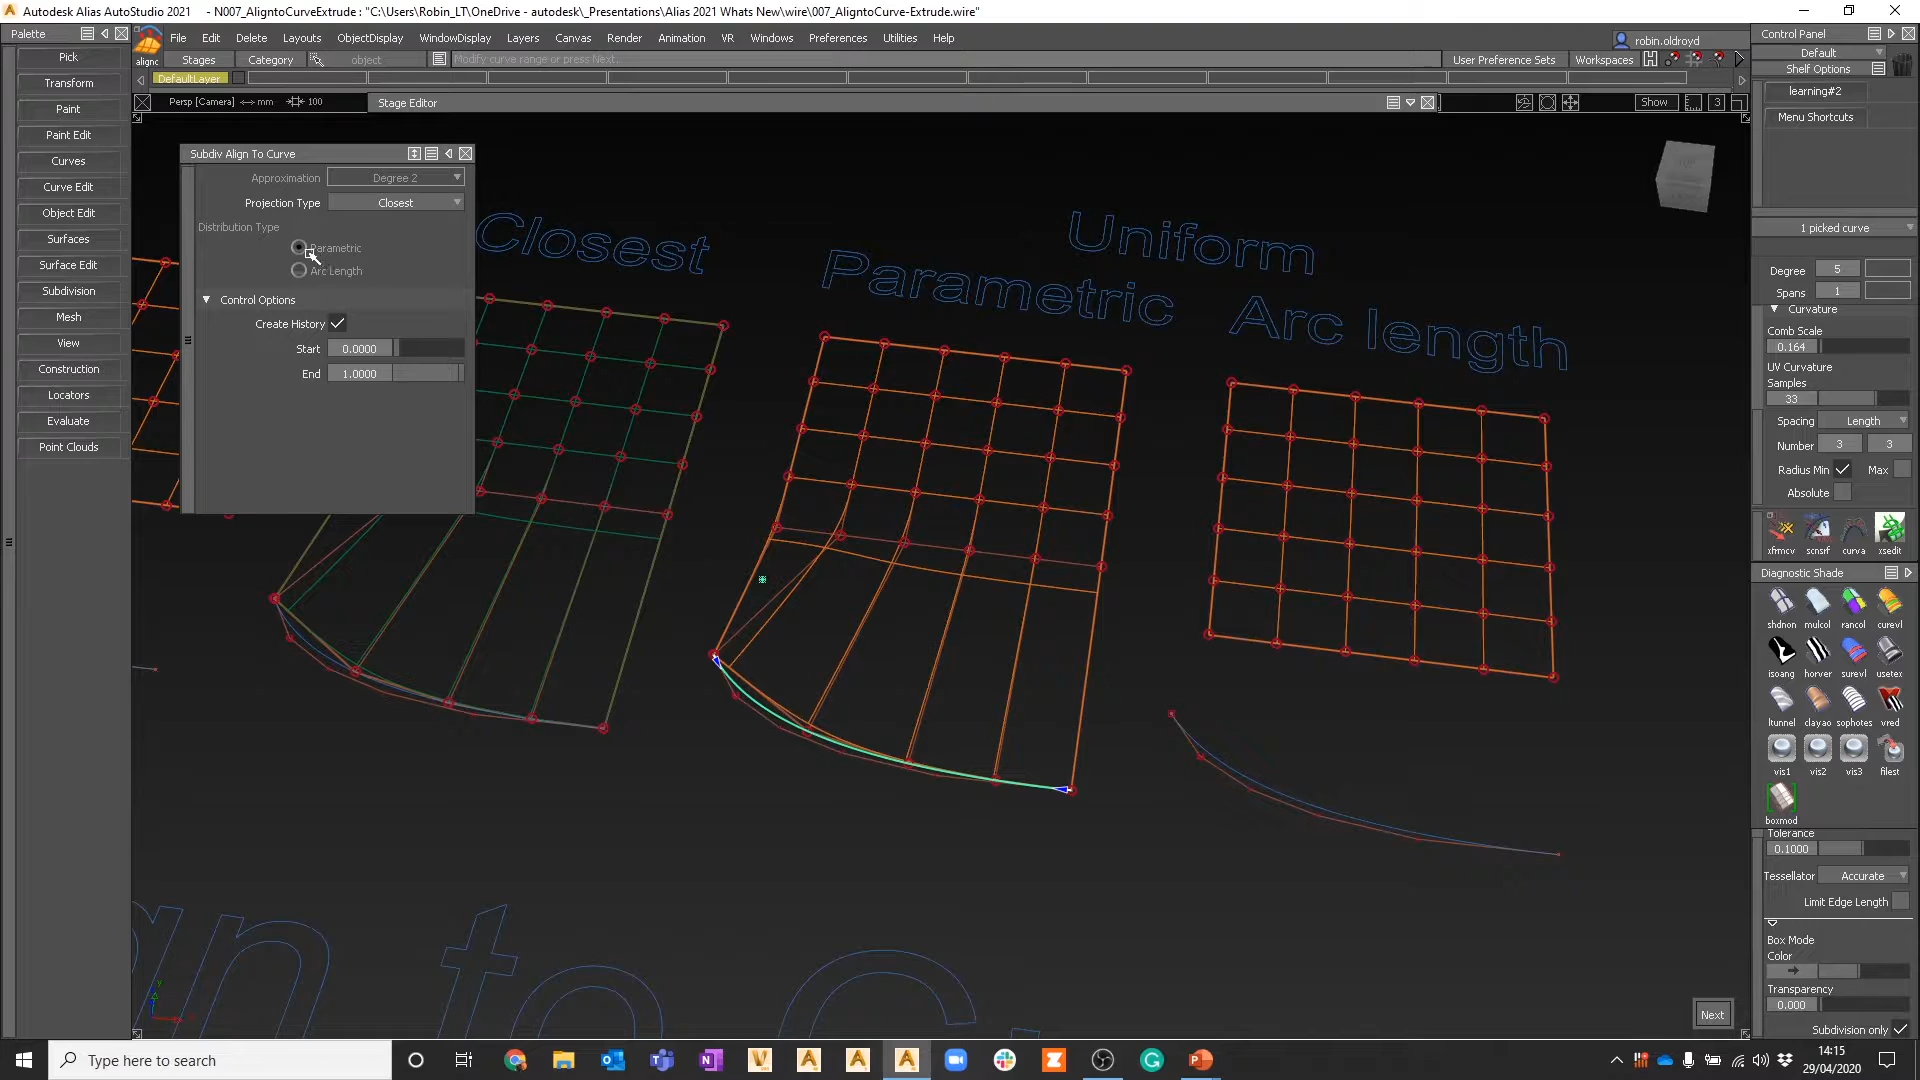 Autodesk Alias AutoStudio 2021 - N007_AligntoCurveExtrude : "C:\Users\Robin_LT\OneDrive - autodesk\_Presentations\Alias 2021 Whats New\wire\007_AligntoCurve-Extrude.wire"
Palette
File Edit Delete Layouts ObjectDisplay WindowDisplay Layers Canvas Render Animation VR Windows Preferences Utilities Help
robin.oldroyd
alignc Stages Category object Modify curve range or press Next.
User Preference Sets Workspaces
DefaultLayer
Persp [Camera] mm 100 Stage Editor
Show 3
Pick
Transform
Paint
Paint Edit
Curves
Curve Edit
Object Edit
Surfaces
Surface Edit
Subdivision
Mesh
View
Construction
Locators
Evaluate
Point Clouds
Subdiv Align To Curve
Approximation Degree 2
Projection Type Closest
Distribution Type
Parametric
Arc Length
Control Options
Create History
Start 0.0000
End 1.0000
Closest
Uniform
Parametric Arc length
gn to C
Next
Control Panel
Default
Shelf Options
learning#2
Menu Shortcuts
1 picked curve
Degree 5
Spans 1
Curvature
Comb Scale
0.164
UV Curvature
Samples
33
Spacing Length
Number 3 3
Radius Min Max
Absolute
xfrmcv scnsrf curva xsedit
Diagnostic Shade
shdnon mulcol rancol curevl
isoang horver surevl usetex
ltunnel clayao sophotes vred
vis1 vis2 vis3 filest
boxmod
Tolerance
0.1000
Tessellator Accurate
Limit Edge Length
Box Mode
Color
Transparency
0.000
Subdivision only
Type here to search
14:15
29/04/2020